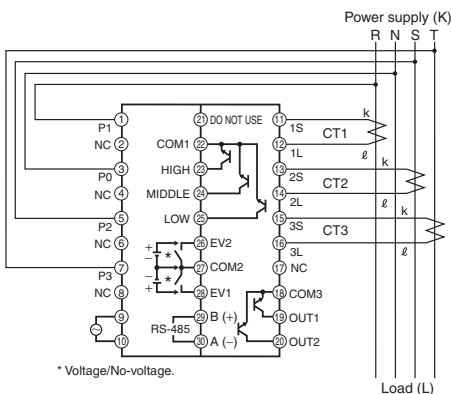 Power supply (K)
R N S T
1 21 DO NOT USE 11 k
P1 1S CT1
NC 2 COM1 22 12 1L ℓ
3 HIGH 23 13 k
P0 2S CT2
NC 4 MIDDLE 24 14 2L ℓ
5 LOW 25 15 k
P2 3S CT3
NC 6 + 26 EV2 16 3L ℓ
− *
7 27 COM2 17 NC
P3 − *
NC 8 + 28 EV1 18 COM3
9 RS-485 29 B (+) 19 OUT1
10 30 A (−) 20 OUT2
* Voltage/No-voltage.
Load (L)